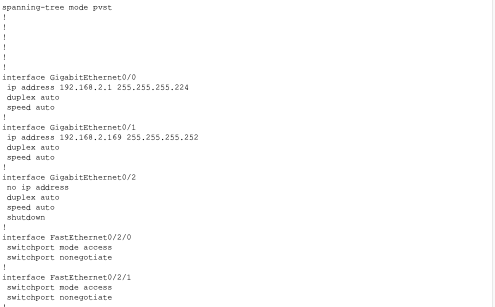 spanning-tree mode pvst
!
!
!
!
!
!
interface GigabitEthernet0/0
 ip address 192.168.2.1 255.255.255.224
 duplex auto
 speed auto
!
interface GigabitEthernet0/1
 ip address 192.168.2.169 255.255.255.252
 duplex auto
 speed auto
!
interface GigabitEthernet0/2
 no ip address
 duplex auto
 speed auto
 shutdown
!
interface FastEthernet0/2/0
 switchport mode access
 switchport nonegotiate
!
interface FastEthernet0/2/1
 switchport mode access
 switchport nonegotiate
!